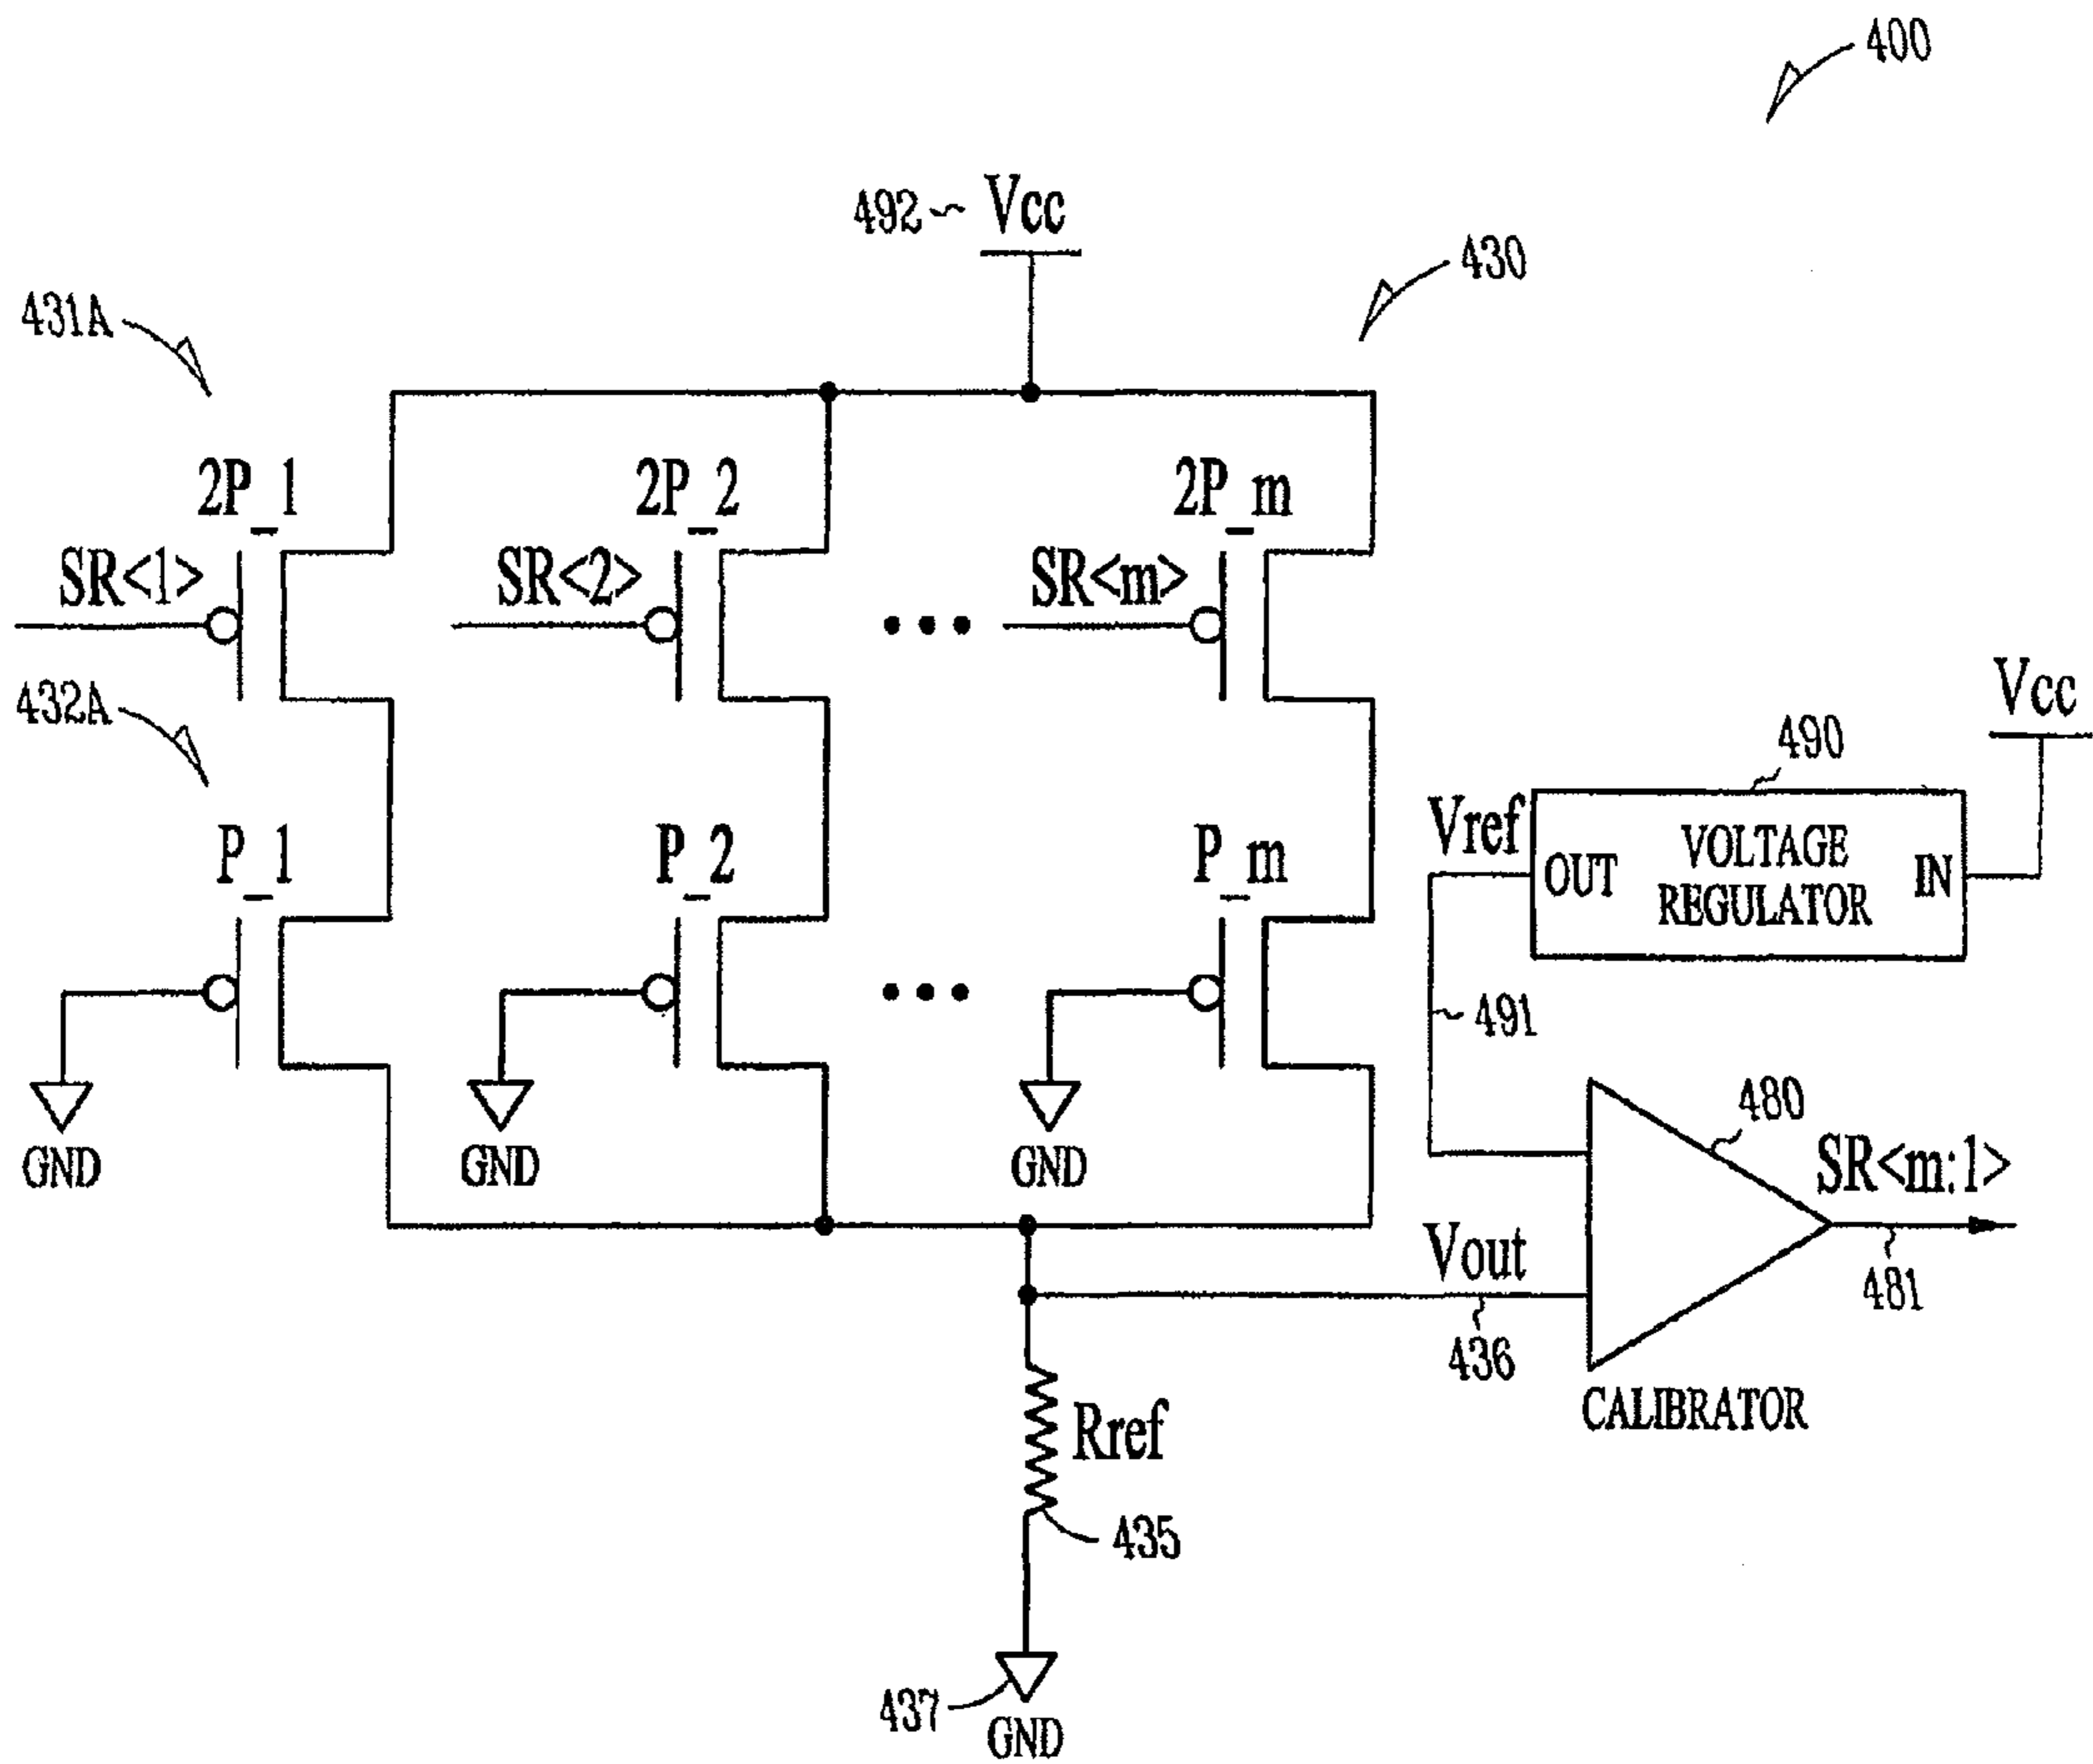 400
492 Vcc
430
431A
2P_1
2P_2
2P_m
SR<1>
SR<2>
SR<m>
432A
Vcc
490
P_1
P_2
P_m
Vref
OUT VOLTAGE REGULATOR IN
491
480
GND
GND
GND
SR<m:1>
Vout
481
436
CALIBRATOR
Rref
435
437
GND